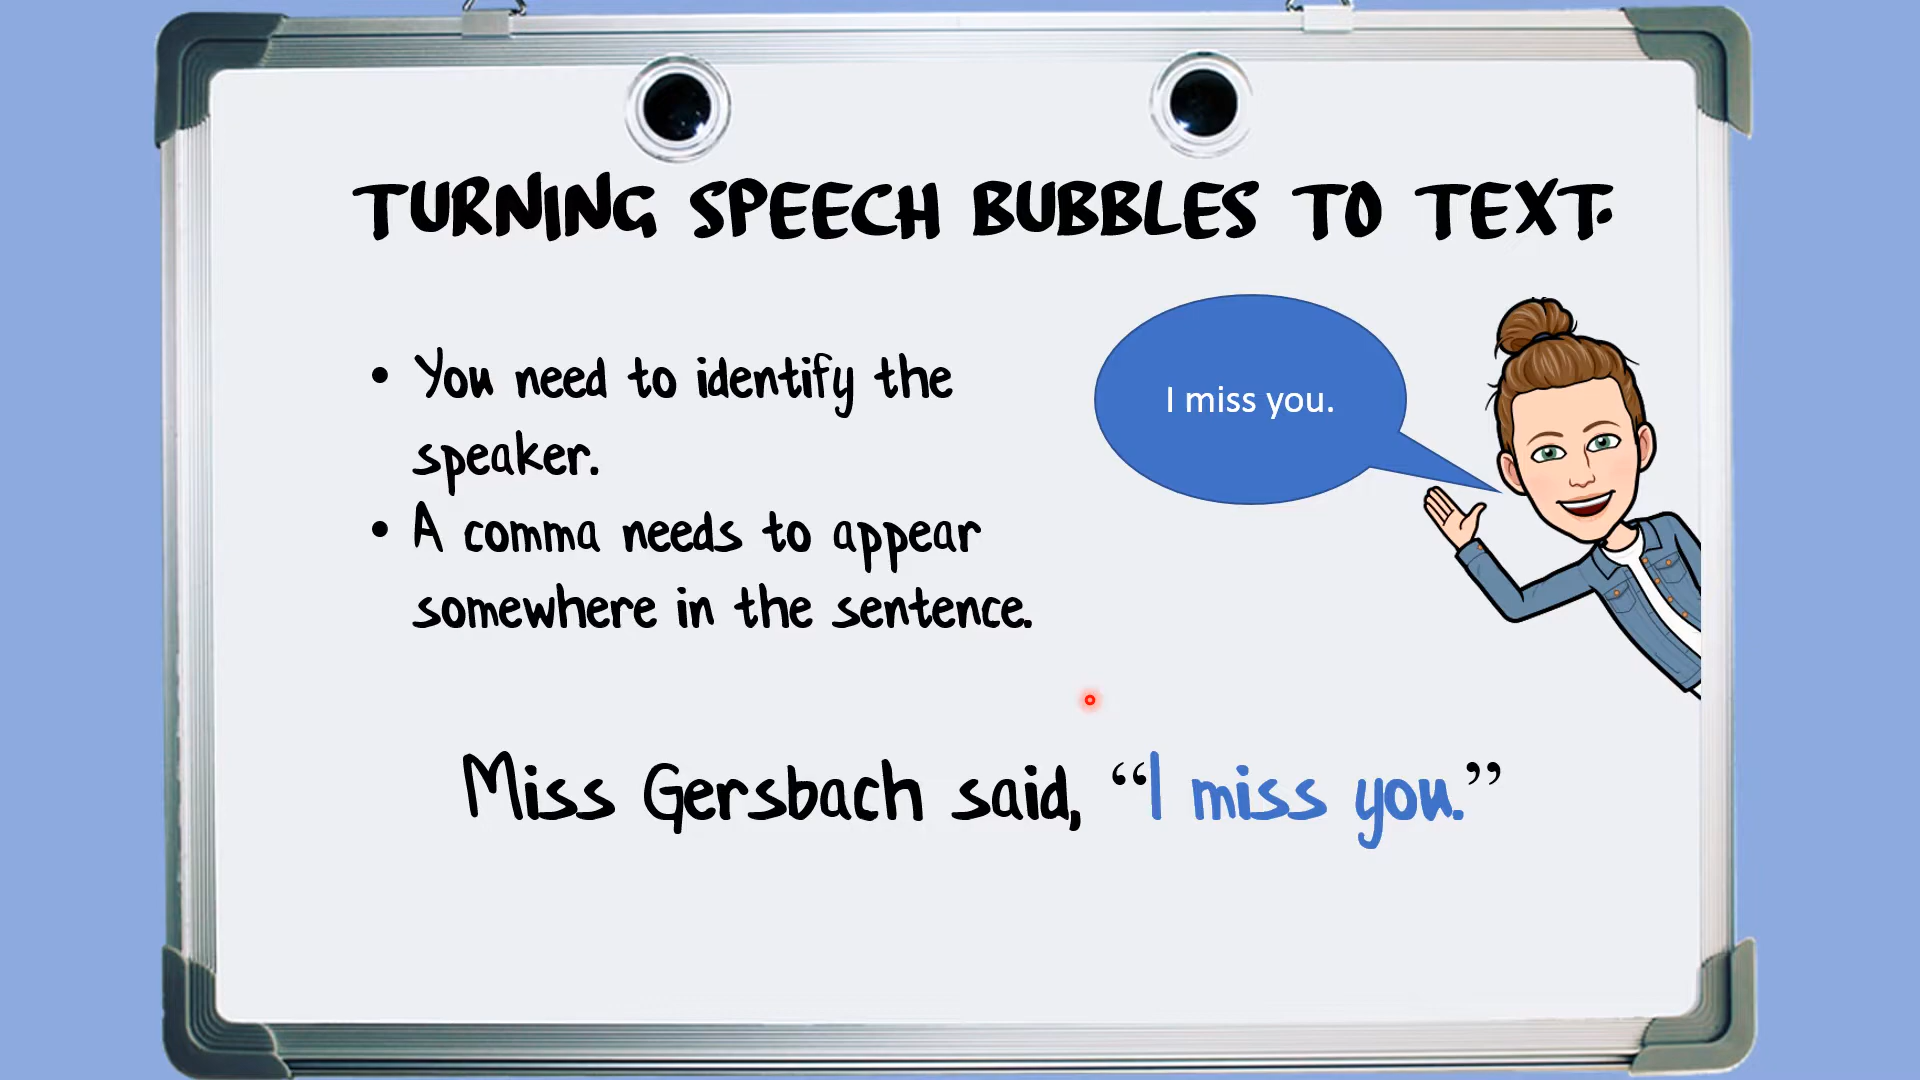 TURNING SPEECH BUBBLES TO TEXT.
• You need to identify the
speaker.
• A comma needs to appear
somewhere in the sentence.
I miss you.
Miss Gersbach said, “I miss you.”